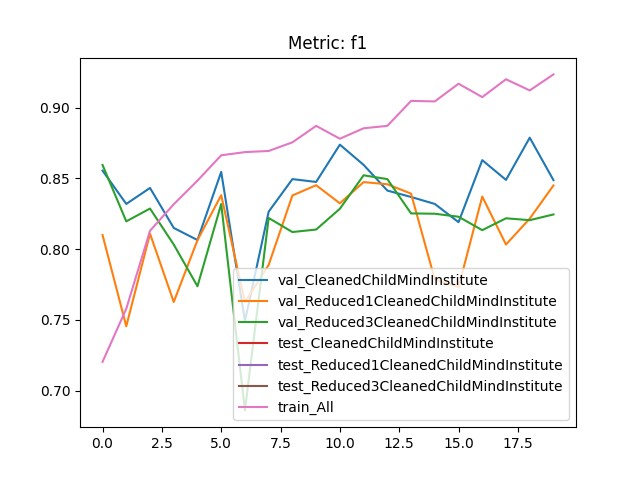 Metric: f1
0.90
0.85
0.80
0.75
0.70
val_CleanedChildMindInstitute
val_Reduced1CleanedChildMindInstitute
val_Reduced3CleanedChildMindInstitute
test_CleanedChildMindInstitute
test_Reduced1CleanedChildMindInstitute
test_Reduced3CleanedChildMindInstitute
train_All
0.0 2.5 5.0 7.5 10.0 12.5 15.0 17.5